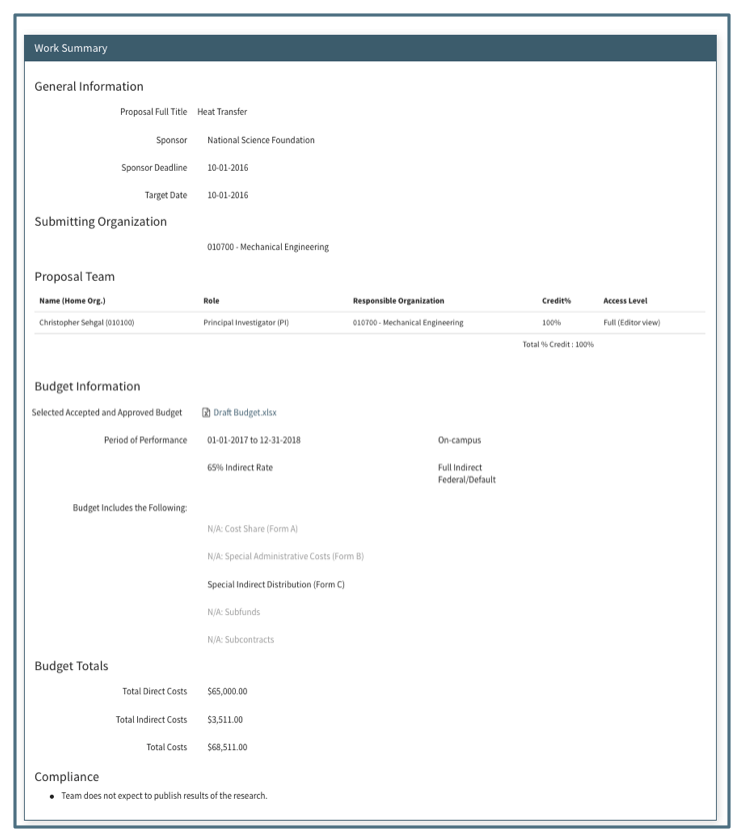 Work Summary
General Information
Proposal Full Title Heat Transfer
Sponsor National Science Foundation
Sponsor Deadline 10-01-2016
Target Date 10-01-2016
Submitting Organization
010700 - Mechanical Engineering
Proposal Team
Name (Home Org.) Role Responsible Organization Credit% Access Level
Christopher Sehgal (010100) Principal Investigator (PI) 010700 - Mechanical Engineering 100% Full (Editor view)
Total % Credit : 100%
Budget Information
Selected Accepted and Approved Budget Draft Budget.xlsx
Period of Performance 01-01-2017 to 12-31-2018 On-campus
65% Indirect Rate Full Indirect
Federal/Default
Budget Includes the Following:
N/A: Cost Share (Form A)
N/A: Special Administrative Costs (Form B)
Special Indirect Distribution (Form C)
N/A: Subfunds
N/A: Subcontracts
Budget Totals
Total Direct Costs $65,000.00
Total Indirect Costs $3,511.00
Total Costs $68,511.00
Compliance
• Team does not expect to publish results of the research.